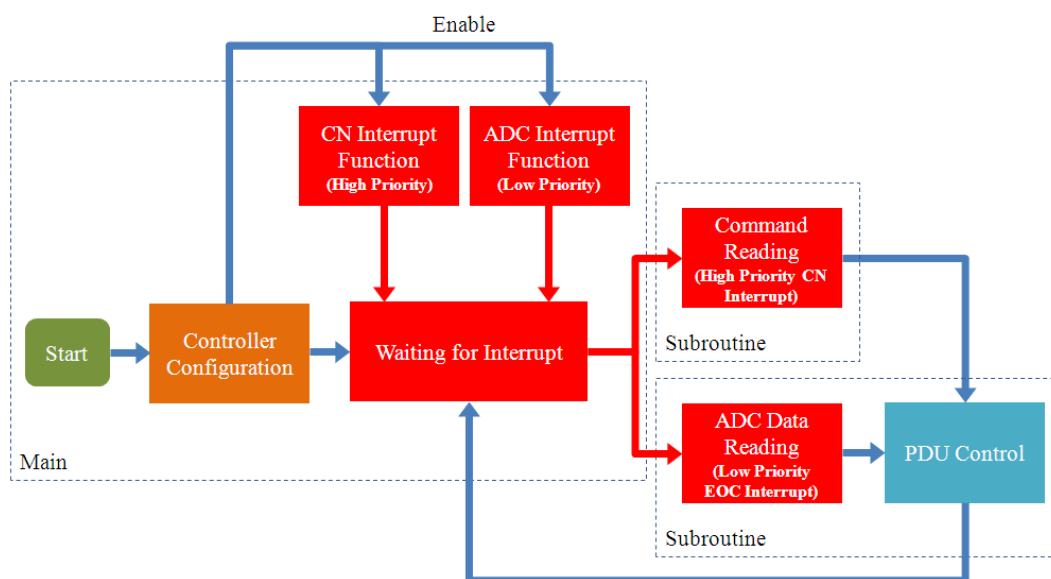 Enable
CN Interrupt
Function
(High Priority)
ADC Interrupt
Function
(Low Priority)
Command
Reading
(High Priority CN
Interrupt)
Subroutine
Start
Controller
Configuration
Waiting for Interrupt
Main
ADC Data
Reading
(Low Priority
EOC Interrupt)
PDU Control
Subroutine